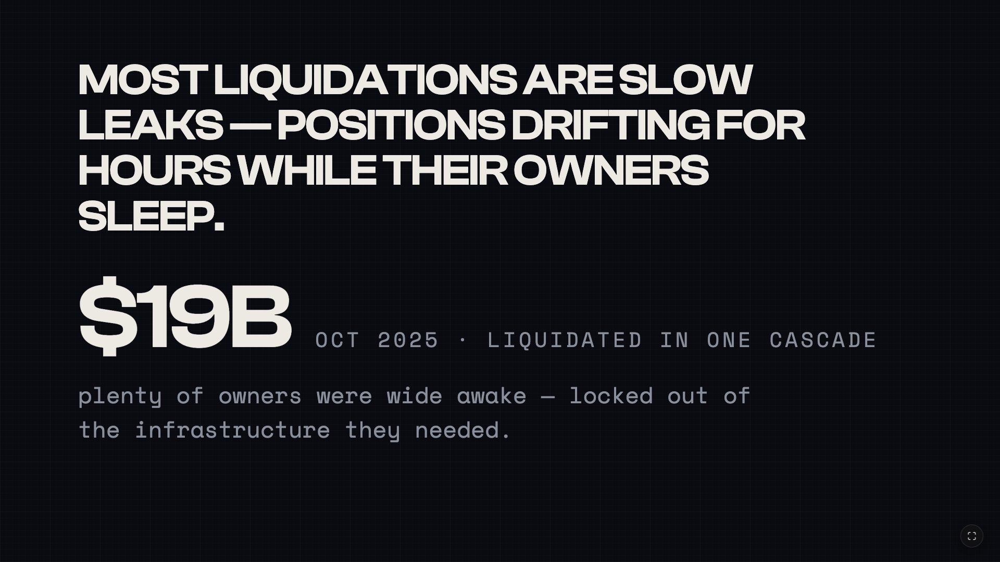 MOST LIQUIDATIONS ARE SLOW
LEAKS — POSITIONS DRIFTING FOR
HOURS WHILE THEIR OWNERS
SLEEP.
$19B OCT 2025 · LIQUIDATED IN ONE CASCADE
plenty of owners were wide awake — locked out of
the infrastructure they needed.